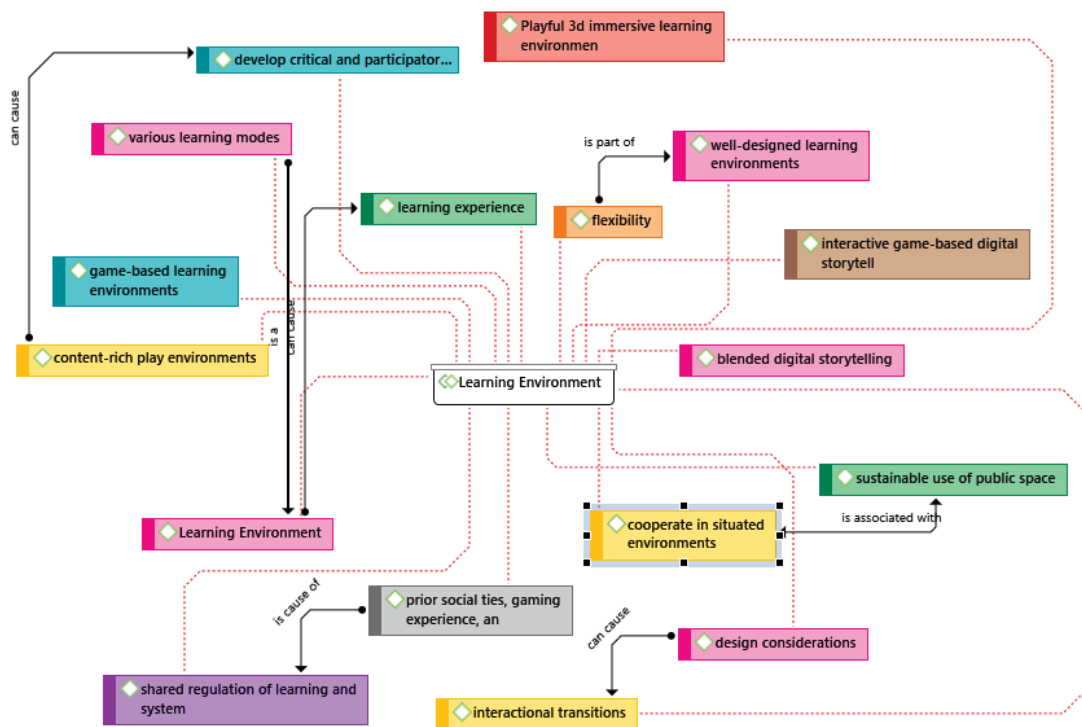 Playful 3d immersive learning
environmen
develop critical and participator...
can cause
various learning modes
is part of
well-designed learning
environments
learning experience
flexibility
interactive game-based digital
storytell
game-based learning
environments
is a
can cause
content-rich play environments
blended digital storytelling
Learning Environment
sustainable use of public space
is associated with
cooperate in situated
environments
Learning Environment
is cause of
prior social ties, gaming
experience, an
can cause
design considerations
shared regulation of learning and
system
interactional transitions